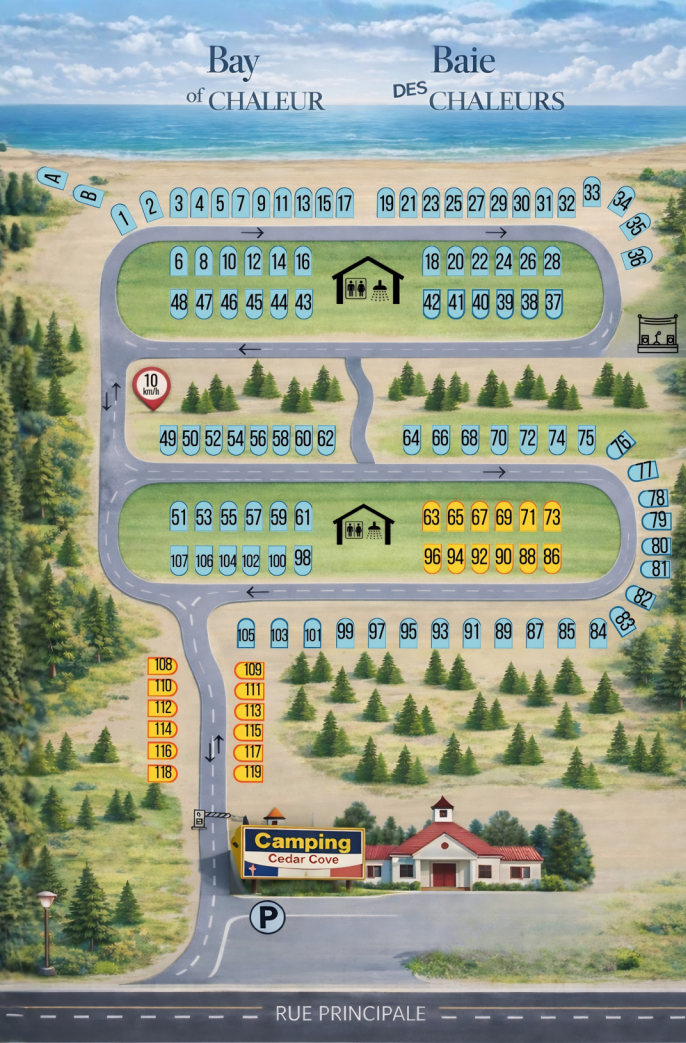 Bay Baie
of CHALEUR DES CHALEURS
A
B
1 2 3 4 5 7 9 11 13 15 17 19 21 23 25 27 29 30 31 32 33 34
35
36
6 8 10 12 14 16 18 20 22 24 26 28
48 47 46 45 44 43 42 41 40 39 38 37
10
km/h
49 50 52 54 56 58 60 62 64 66 68 70 72 74 75 76
77
78
79
80
81
82
83
51 53 55 57 59 61 63 65 67 69 71 73
107 106 104 102 100 98 96 94 92 90 88 86
105 103 101 99 97 95 93 91 89 87 85 84
108 109
110 111
112 113
114 115
116 117
118 119
Camping
Cedar Cove
P
RUE PRINCIPALE